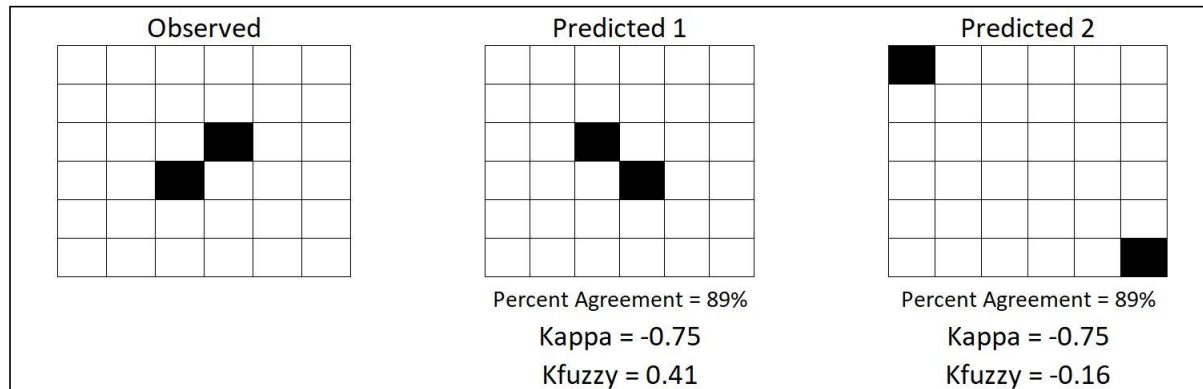 Observed
Predicted 1
Predicted 2
Percent Agreement = 89%
Percent Agreement = 89%
Kappa = -0.75
Kappa = -0.75
Kfuzzy = 0.41
Kfuzzy = -0.16